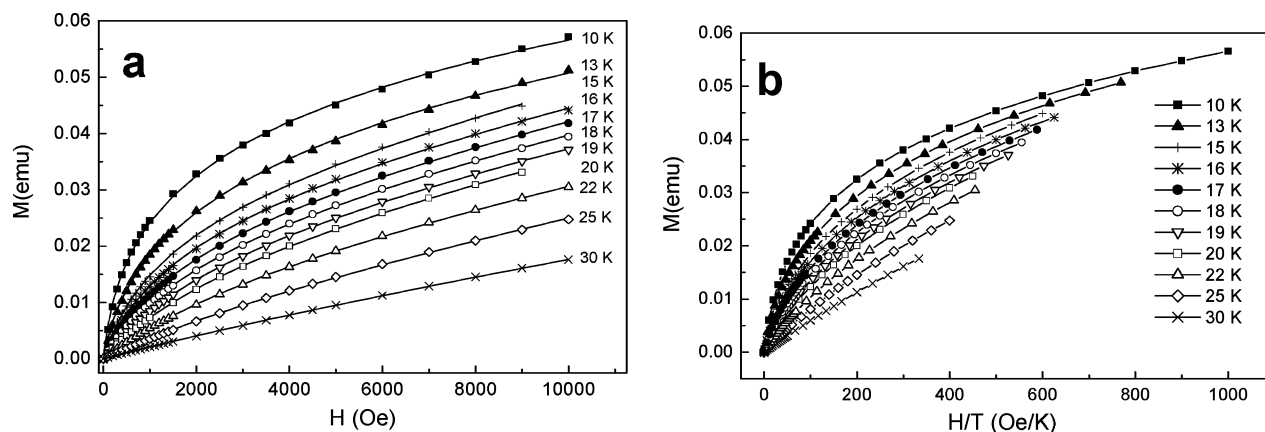 a
M(emu)
0.06
0.05
0.04
0.03
0.02
0.01
0.00
0
2000
4000
6000
8000
10000
H (Oe)
10 K
13 K
15 K
16 K
17 K
18 K
19 K
20 K
22 K
25 K
30 K
b
M(emu)
0.06
0.05
0.04
0.03
0.02
0.01
0.00
0
200
400
600
800
1000
H/T (Oe/K)
10 K
13 K
15 K
16 K
17 K
18 K
19 K
20 K
22 K
25 K
30 K